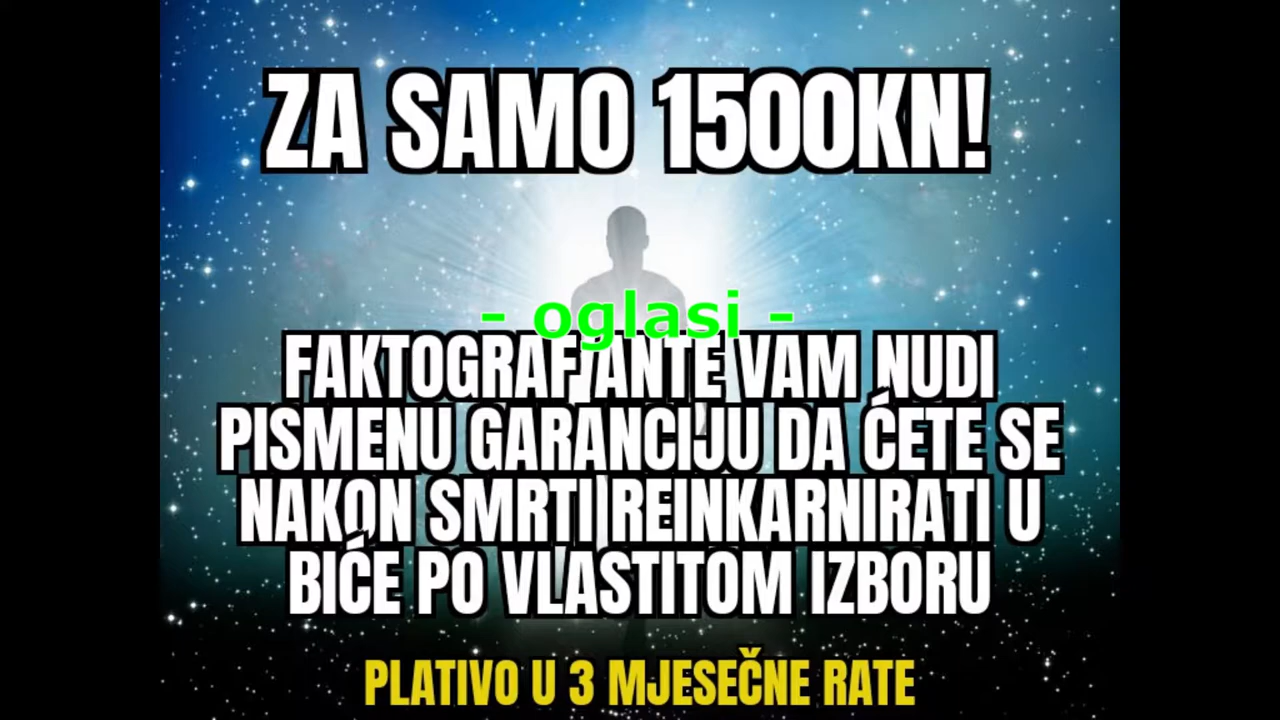 ZA SAMO 1500KN!
- oglasi -
FAKTOGRAF ANTE VAM NUDI
PISMENU GARANCIJU DA ĆETE SE
NAKON SMRTI REINKARNIRATI U
BIĆE PO VLASTITOM IZBORU
PLATIVO U 3 MJESEČNE RATE